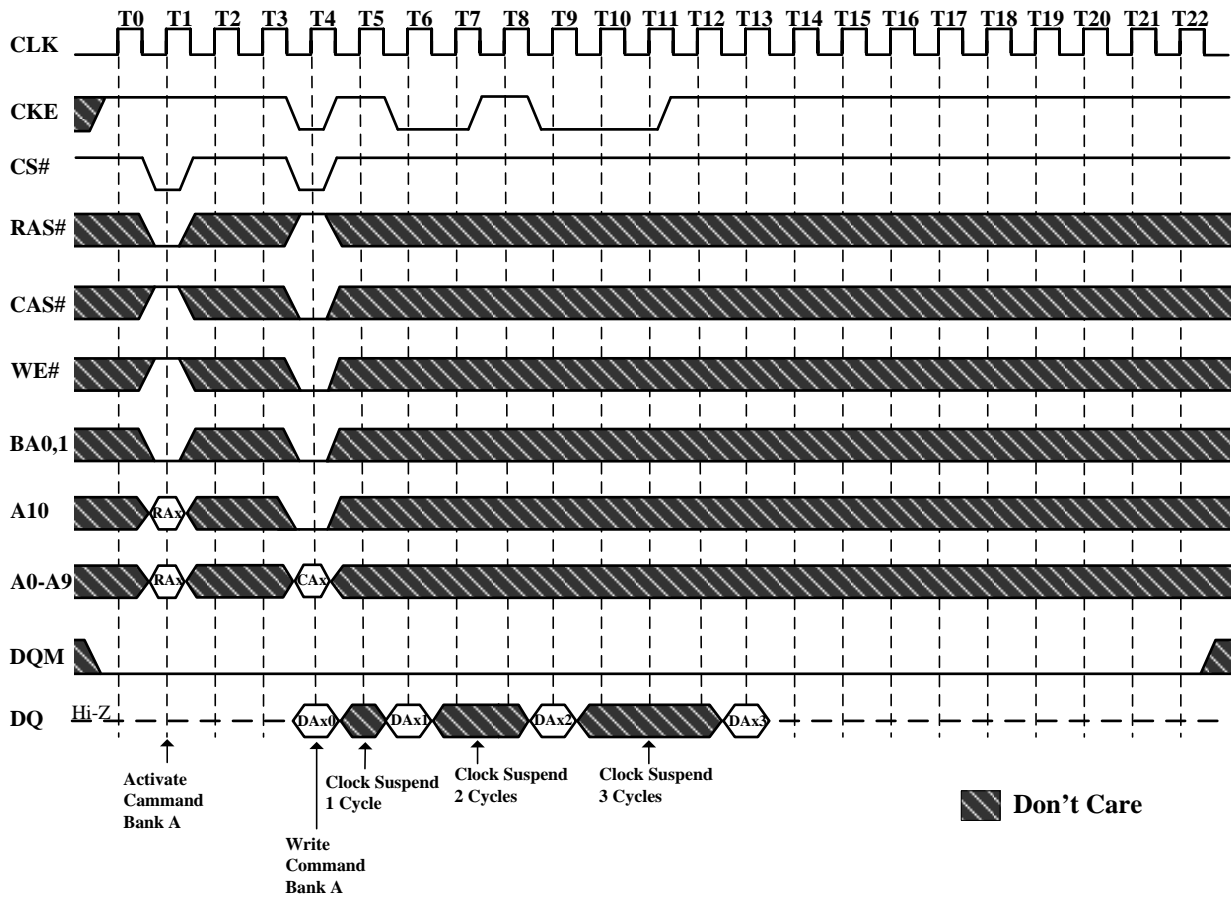 T0 T1 T2 T3 T4 T5 T6 T7 T8 T9 T10 T11 T12 T13 T14 T15 T16 T17 T18 T19 T20 T21 T22
CLK
CKE
CS#
RAS#
CAS#
WE#
BA0,1
A10 RAx
A0-A9 RAx CAx
DQM
DQ Hi-Z DAx0 DAx1 DAx2 DAx3
Activate
Cammand
Bank A
Write
Command
Bank A
Clock Suspend
1 Cycle
Clock Suspend
2 Cycles
Clock Suspend
3 Cycles
Don't Care